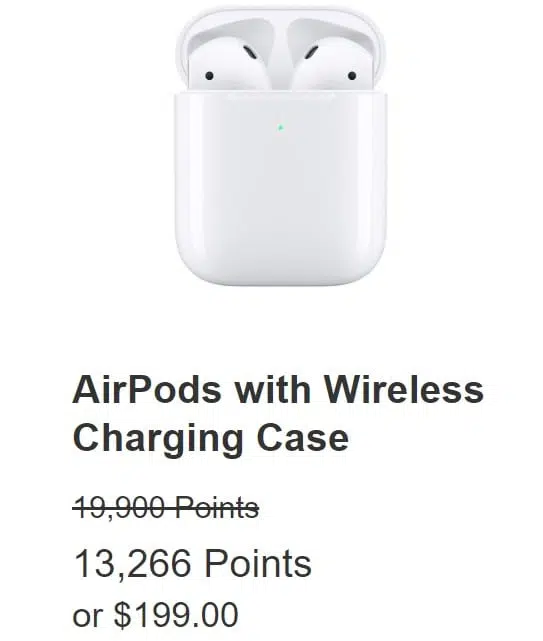 AirPods with Wireless
Charging Case
19,900 Points
13,266 Points
or $199.00